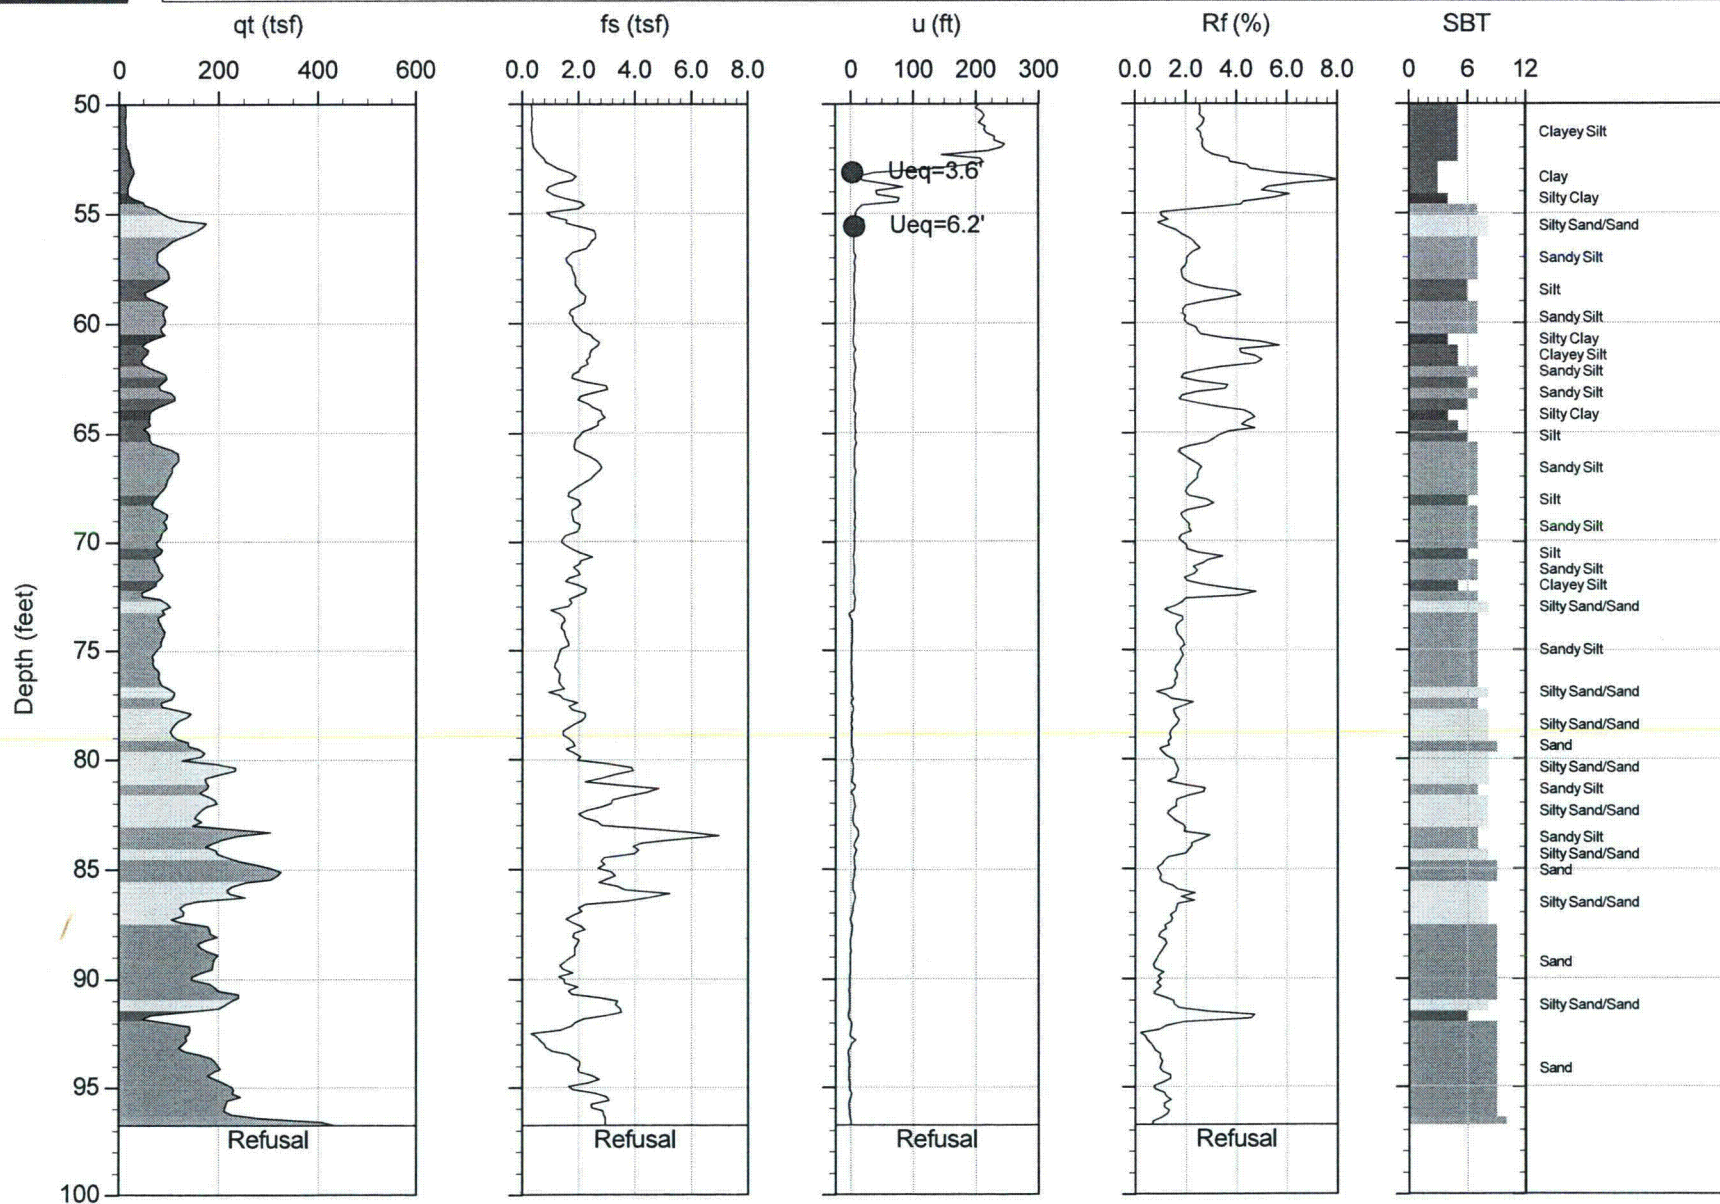 qt (tsf) fs (tsf) u (ft) Rf (%) SBT
0 200 400 600 0.0 2.0 4.0 6.0 8.0 0 100 200 300 0.0 2.0 4.0 6.0 8.0 0 6 12
50
Clayey Silt
Ueq=3.6'
Clay
Silty Clay
55
Ueq=6.2'
Silty Sand/Sand
Sandy Silt
Silt
Sandy Silt
60
Silty Clay
Clayey Silt
Sandy Silt
Sandy Silt
Silty Clay
65
Silt
Sandy Silt
Silt
Sandy Silt
70
Silt
Sandy Silt
Clayey Silt
Silty Sand/Sand
Depth (feet)
75
Sandy Silt
Silty Sand/Sand
Silty Sand/Sand
Sand
80
Silty Sand/Sand
Sandy Silt
Silty Sand/Sand
Sandy Silt
Silty Sand/Sand
85
Sand
Silty Sand/Sand
Sand
90
Silty Sand/Sand
Sand
95
Refusal Refusal Refusal Refusal
100